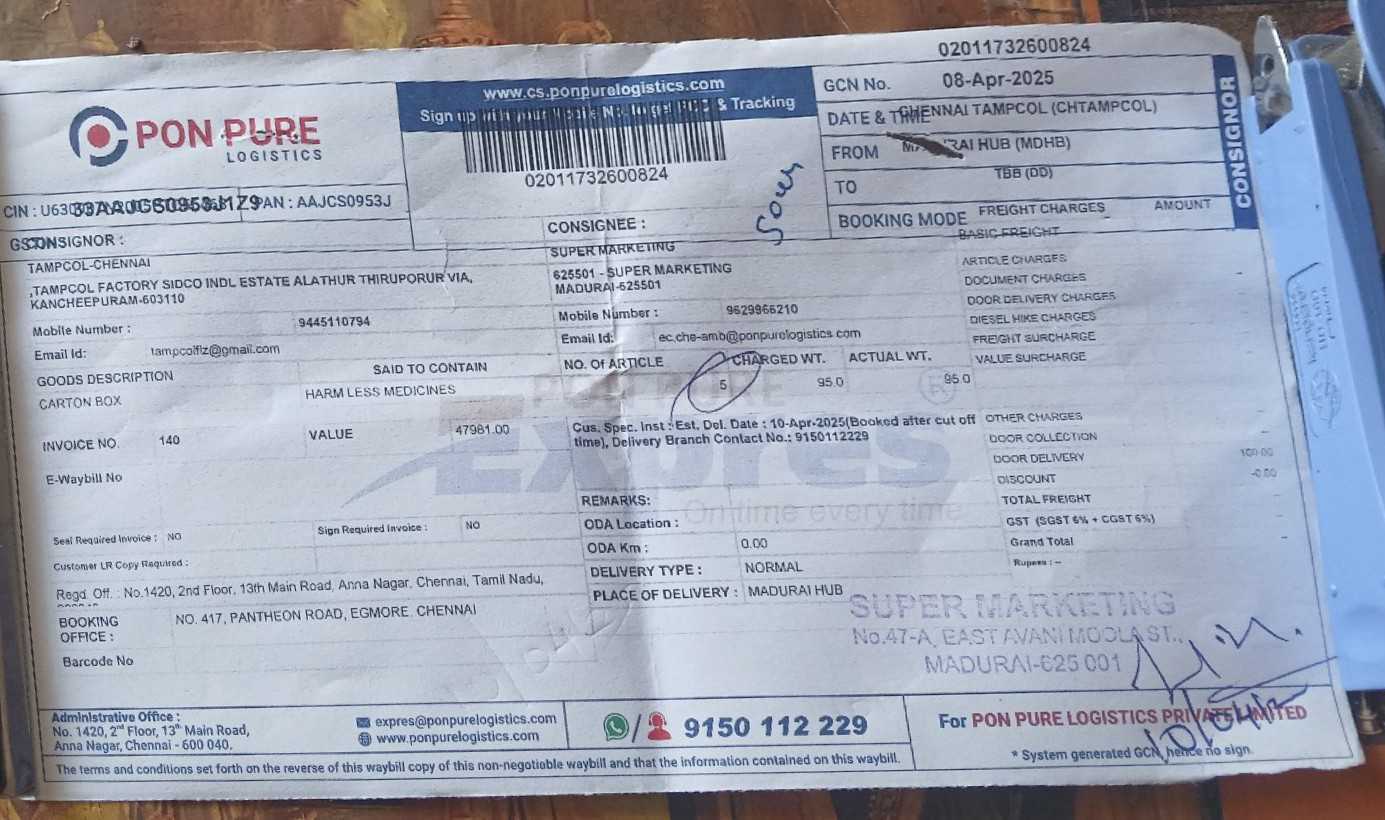 02011732600824
PON PURE
LOGISTICS
www.cs.ponpurelogistics.com
& Tracking
02011732600824
GCN No. 08-Apr-2025
DATE & CHENNAI TAMPCOL (CHTAMPCOL)
FROM HUB (MDHB)
TO TBB (DD)
BOOKING MODE FREIGHT CHARGES AMOUNT
CONSIGNOR
CIN : 33AAJCS0953J1Z9 PAN : AAJCS0953J
CONSIGNOR :
TAMPCOL-CHENNAI
,TAMPCOL FACTORY SIDCO INDL ESTATE ALATHUR THIRUPORUR VIA,
KANCHEEPURAM-603110
Mobile Number : 9445110794
Email Id: tampcolflz@gmail.com
CONSIGNEE :
SUPER MARKETING
625501 - SUPER MARKETING
MADURAI-625501
Mobile Number : 9629966210
Email Id: ec.che-amb@ponpurelogistics.com
GOODS DESCRIPTION SAID TO CONTAIN NO. Of ARTICLE CHARGED WT. ACTUAL WT.
CARTON BOX HARM LESS MEDICINES 5 95.0 95.0
INVOICE NO. 140 VALUE 47981.00
Cus. Spec. Inst : Est. Del. Date : 10-Apr-2025(Booked after cut off
time), Delivery Branch Contact No.: 9150112229
E-Waybill No
Seal Required Invoice : NO Sign Required Invoice : NO
Customer LR Copy Required :
REMARKS:
ODA Location :
ODA Km : 0.00
DELIVERY TYPE : NORMAL
PLACE OF DELIVERY : MADURAI HUB
PON PURE
Expres
On time every time
BASIC FREIGHT
ARTICLE CHARGES
DOCUMENT CHARGES
DOOR DELIVERY CHARGES
DIESEL HIKE CHARGES
FREIGHT SURCHARGE
VALUE SURCHARGE
OTHER CHARGES
DOOR COLLECTION
DOOR DELIVERY 100.00
DISCOUNT -0.00
TOTAL FREIGHT
GST (SGST 6% + CGST 6%)
Grand Total
Rupees : --
Regd. Off. : No.1420, 2nd Floor, 13th Main Road, Anna Nagar, Chennai, Tamil Nadu,
BOOKING OFFICE : NO. 417, PANTHEON ROAD, EGMORE, CHENNAI
Barcode No
SUPER MARKETING
No.47-A, EAST AVANI MOOLA ST.,
MADURAI-625 001
Administrative Office :
No. 1420, 2nd Floor, 13th Main Road,
Anna Nagar, Chennai - 600 040.
expres@ponpurelogistics.com
www.ponpurelogistics.com
9150 112 229
For PON PURE LOGISTICS PRIVATE LIMITED
* System generated GCN, hence no sign.
The terms and conditions set forth on the reverse of this waybill copy of this non-negotiable waybill and that the information contained on this waybill.